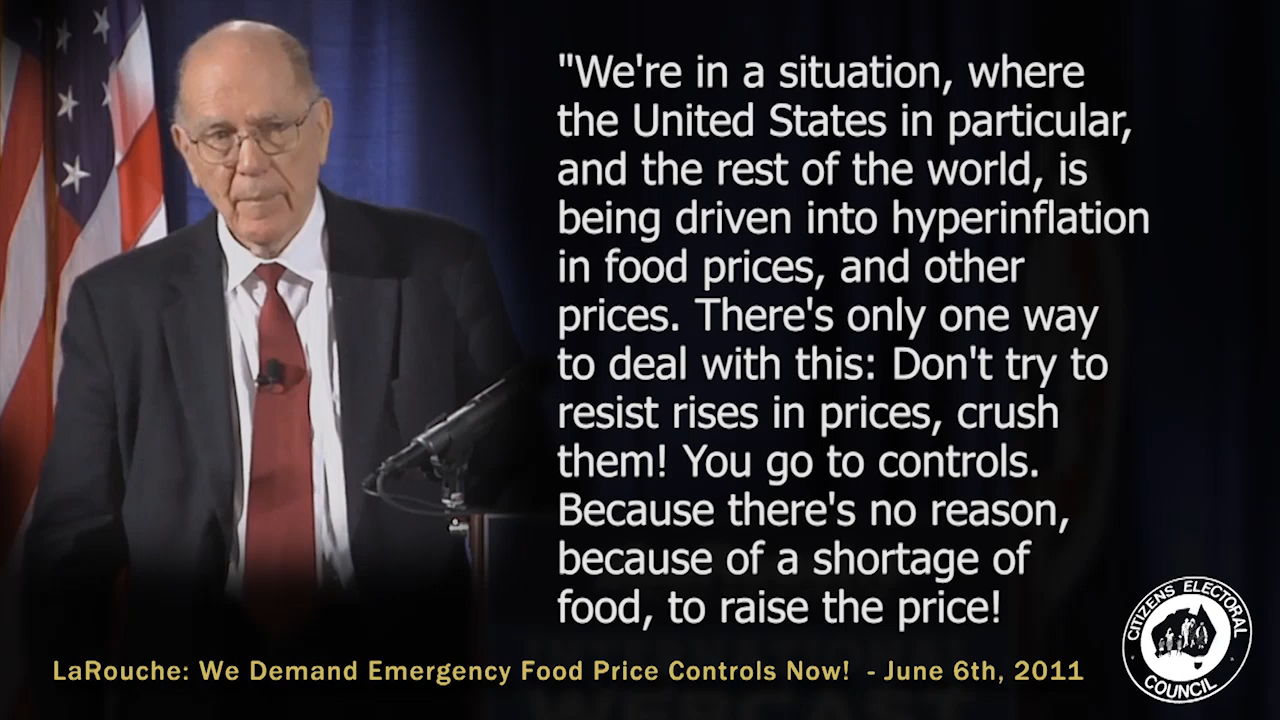 "We're in a situation, where
the United States in particular,
and the rest of the world, is
being driven into hyperinflation
in food prices, and other
prices. There's only one way
to deal with this: Don't try to
resist rises in prices, crush
them! You go to controls.
Because there's no reason,
because of a shortage of
food, to raise the price!
LaRouche: We Demand Emergency Food Price Controls Now! - June 6th, 2011
CITIZENS ELECTORAL
COUNCIL